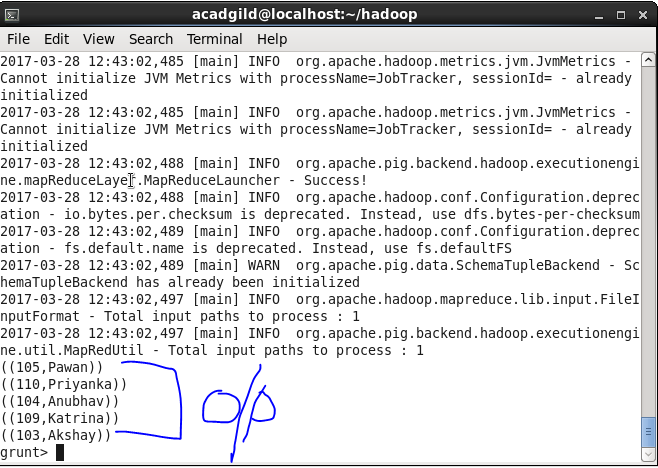 acadgild@localhost:~/hadoop
File Edit View Search Terminal Help
2017-03-28 12:43:02,485 [main] INFO  org.apache.hadoop.metrics.jvm.JvmMetrics -
Cannot initialize JVM Metrics with processName=JobTracker, sessionId= - already
initialized
2017-03-28 12:43:02,485 [main] INFO  org.apache.hadoop.metrics.jvm.JvmMetrics -
Cannot initialize JVM Metrics with processName=JobTracker, sessionId= - already
initialized
2017-03-28 12:43:02,488 [main] INFO  org.apache.pig.backend.hadoop.executionengi
ne.mapReduceLayer.MapReduceLauncher - Success!
2017-03-28 12:43:02,488 [main] INFO  org.apache.hadoop.conf.Configuration.deprec
ation - io.bytes.per.checksum is deprecated. Instead, use dfs.bytes-per-checksum
2017-03-28 12:43:02,489 [main] INFO  org.apache.hadoop.conf.Configuration.deprec
ation - fs.default.name is deprecated. Instead, use fs.defaultFS
2017-03-28 12:43:02,489 [main] WARN  org.apache.pig.data.SchemaTupleBackend - Sc
hemaTupleBackend has already been initialized
2017-03-28 12:43:02,497 [main] INFO  org.apache.hadoop.mapreduce.lib.input.FileI
nputFormat - Total input paths to process : 1
2017-03-28 12:43:02,497 [main] INFO  org.apache.pig.backend.hadoop.executionengi
ne.util.MapRedUtil - Total input paths to process : 1
((105,Pawan))
((110,Priyanka))
((104,Anubhav))
((109,Katrina))
((103,Akshay))
o/p
grunt>